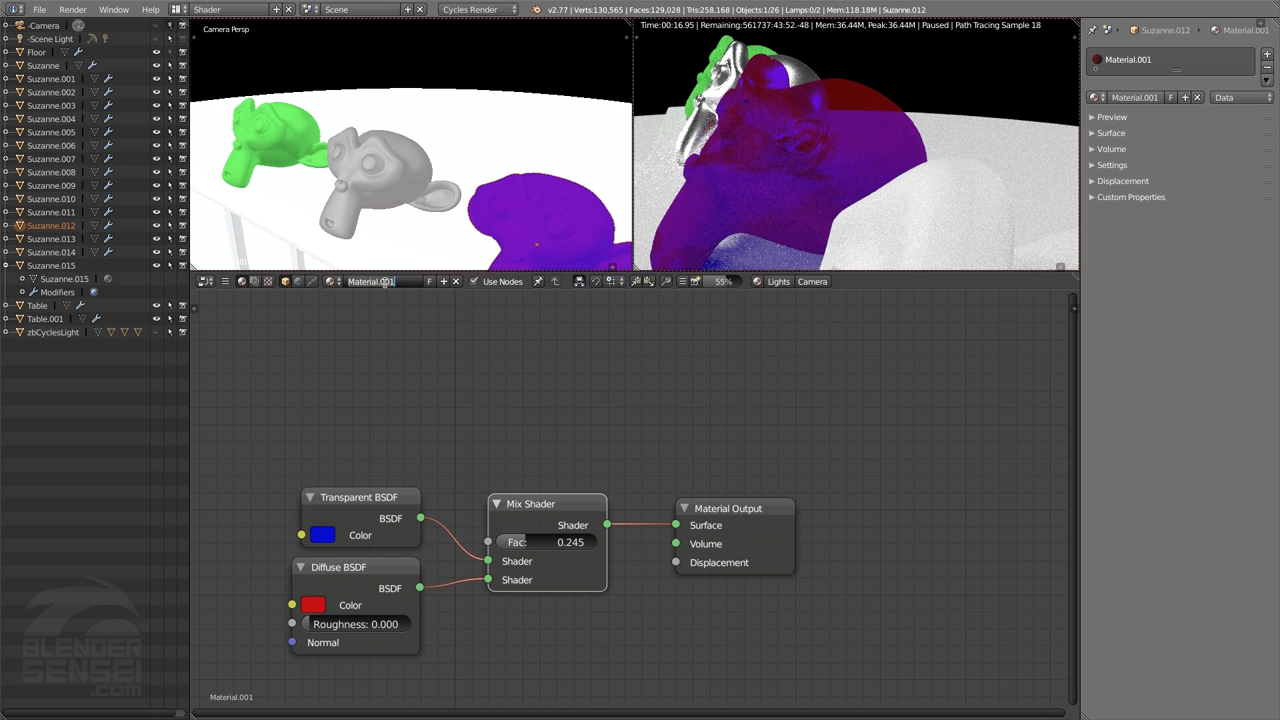 File Render Window Help Shader Scene Cycles Render v2.77 | Verts:130,565 | Faces:129,028 | Tris:258,168 | Objects:1/26 | Lamps:0/2 | Mem:118.18M | Suzanne.012
-Camera
-Scene Light
Floor
Suzanne
Suzanne.001
Suzanne.002
Suzanne.003
Suzanne.004
Suzanne.005
Suzanne.006
Suzanne.007
Suzanne.008
Suzanne.009
Suzanne.010
Suzanne.011
Suzanne.012
Suzanne.013
Suzanne.014
Suzanne.015
Suzanne.015
Modifiers
Table
Table.001
zbCyclesLight
Camera Persp
Time:00:16.95 | Remaining:561737:43:52.-48 | Mem:36.44M, Peak:36.44M | Paused | Path Tracing Sample 18
Suzanne.012 Material.001
Material.001
Material.001 F Data
Preview
Surface
Volume
Settings
Displacement
Custom Properties
Material.001 F Use Nodes 55% Lights Camera
Transparent BSDF
BSDF
Color
Diffuse BSDF
BSDF
Color
Roughness: 0.000
Normal
Mix Shader
Shader
Fac: 0.245
Shader
Shader
Material Output
Surface
Volume
Displacement
BLENDER
SENSEI
.COM
Material.001